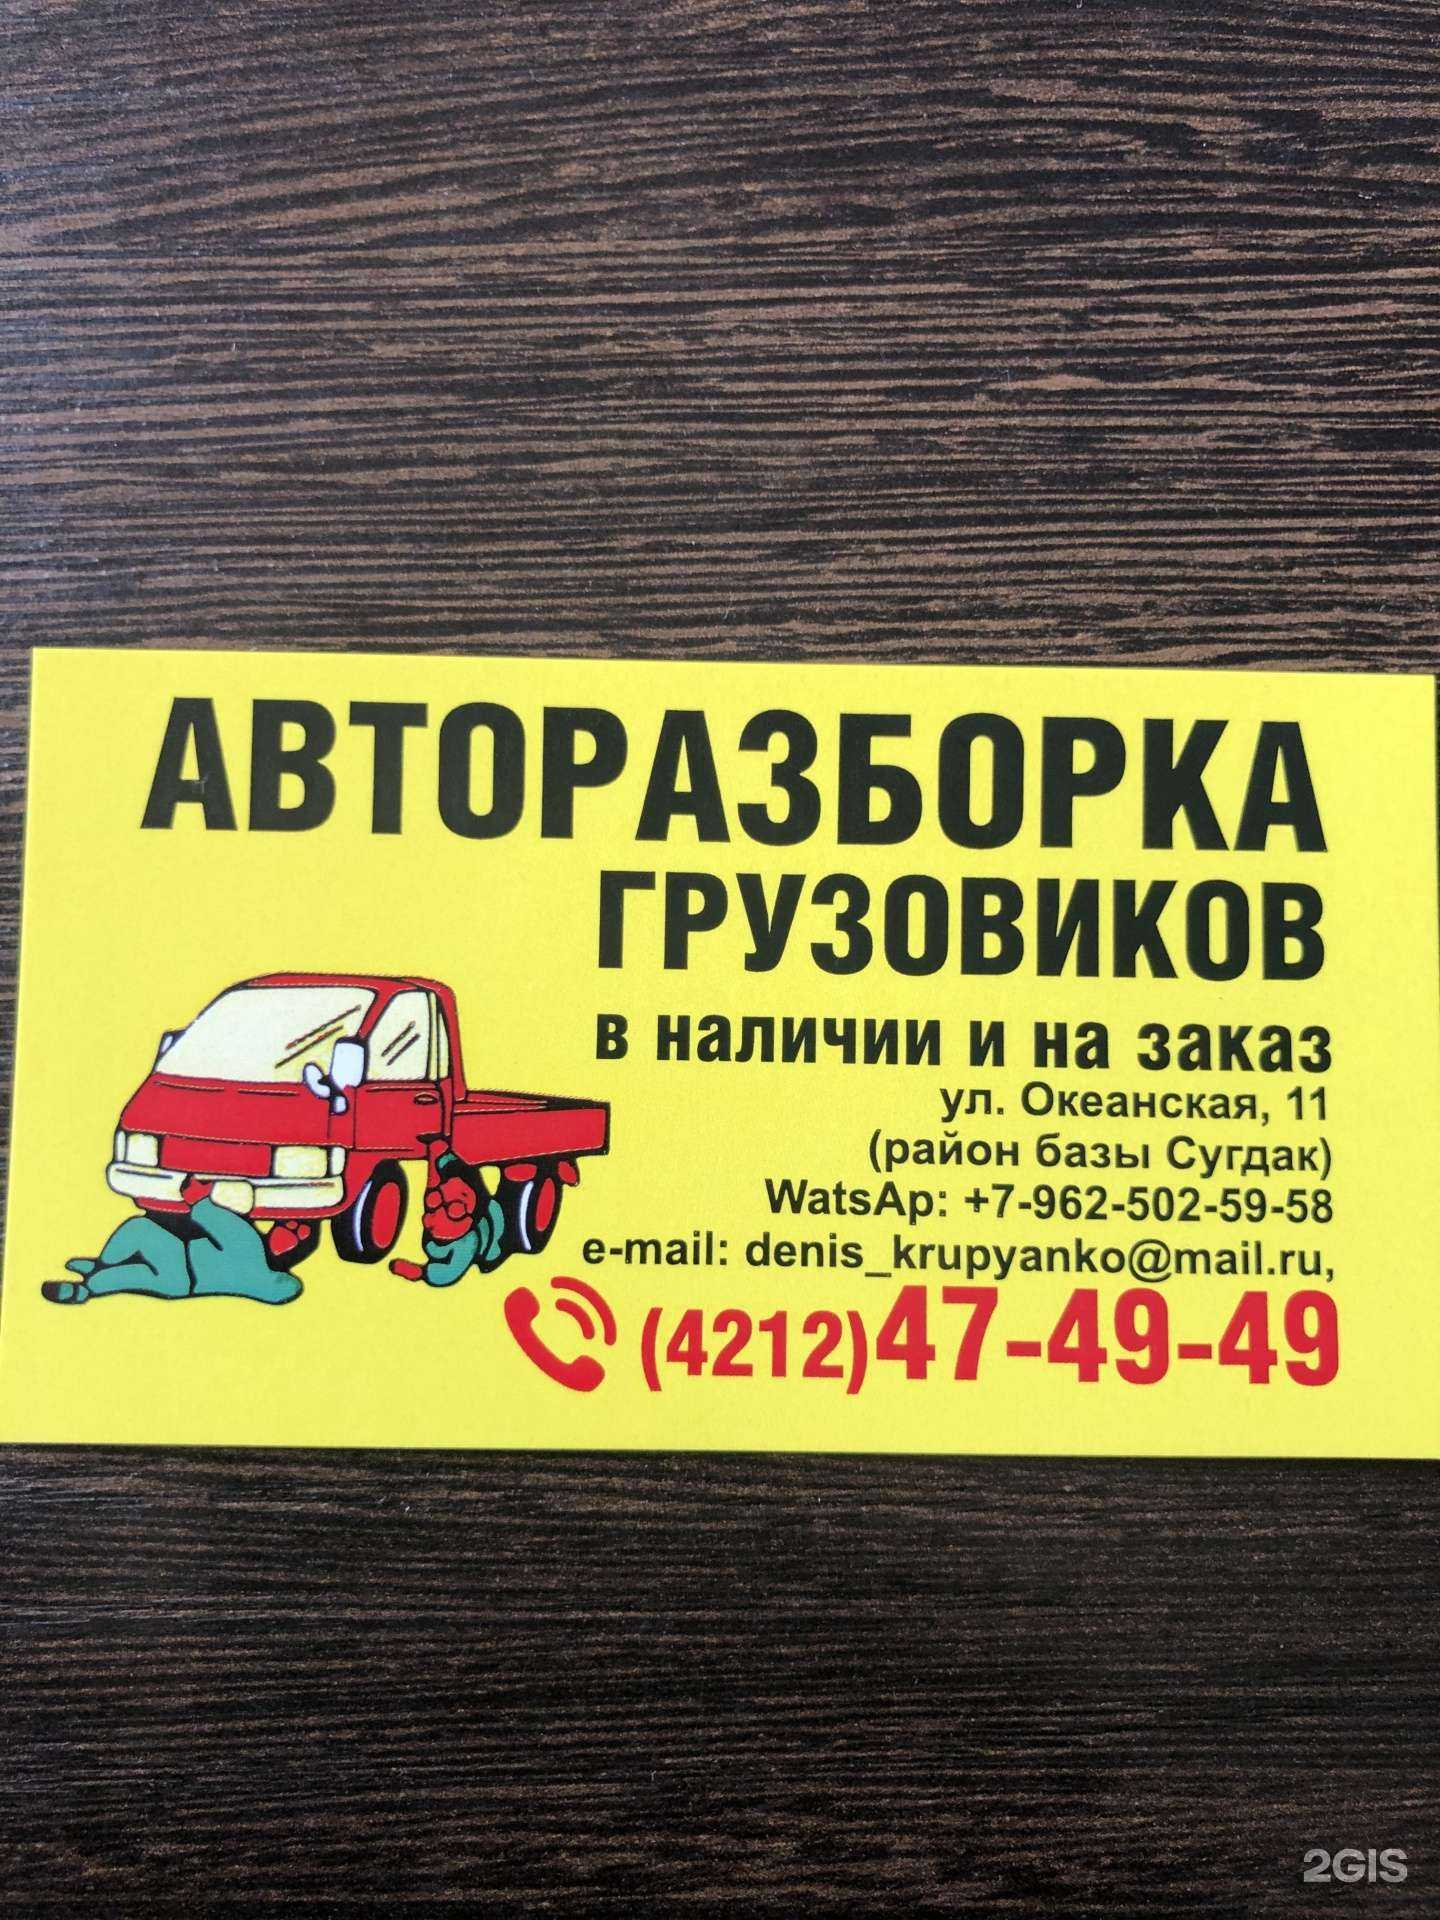 АВТОРАЗБОРКА
ГРУЗОВИКОВ
в наличии и на заказ
ул. Океанская, 11
(район базы Сугдак)
WatsAp: +7-962-502-59-58
e-mail: denis_krupyanko@mail.ru,
(4212)47-49-49
2GIS